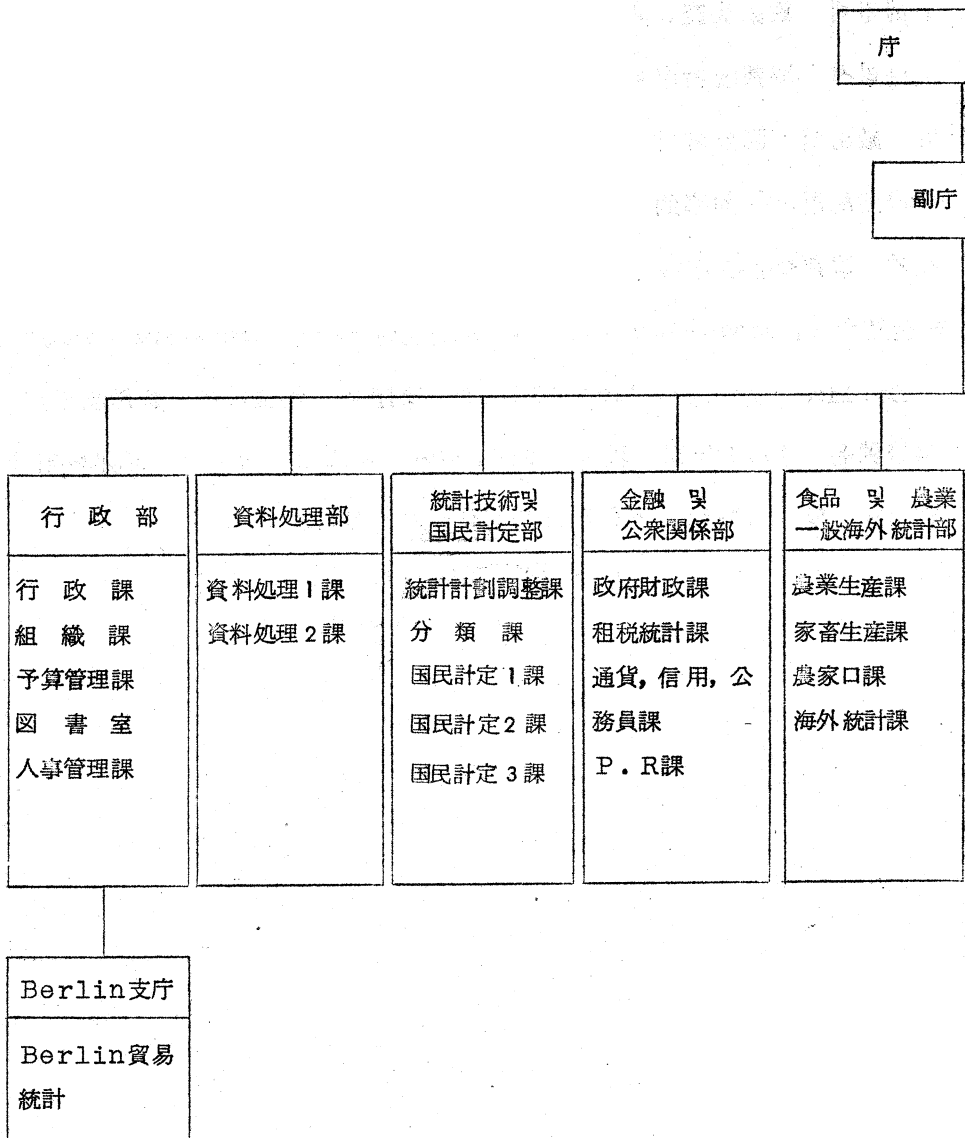 庁
副庁
行 政 部
行 政 課
組 織 課
予算管理課
図 書 室
人事管理課
資料処理部
資料処理1課
資料処理2課
統計技術및
国民計定部
統計計劃調整課
分 類 課
国民計定1課
国民計定2課
国民計定3課
金融 및
公衆関係部
政府財政課
租税統計課
通貨, 信用, 公
務員課
P.R課
食品 및 農業
一般海外統計部
農業生産課
家畜生産課
農家口課
海外統計課
Berlin支庁
Berlin貿易
統計